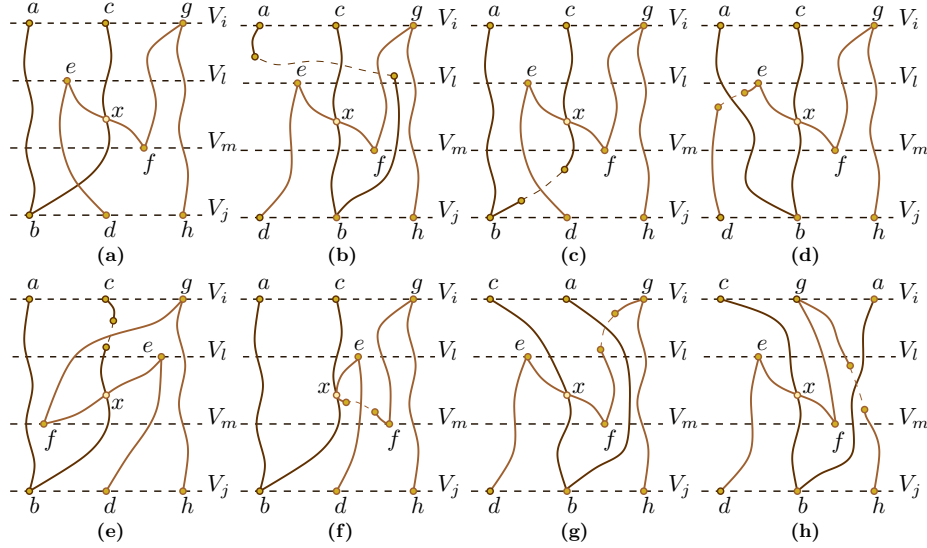 a c g V_i a c g V_i a c g V_i a c g V_i
e V_l e V_l e V_l e V_l
x x x x
f V_m f V_m f V_m f V_m
b d h V_j d b h V_j b d h V_j d b h V_j
(a) (b) (c) (d)
a c g V_i a c g V_i c a g V_i c g a V_i
e V_l e V_l e V_l e V_l
x x x x
f V_m f V_m f V_m f V_m
b d h V_j b d h V_j d b h V_j d b h V_j
(e) (f) (g) (h)